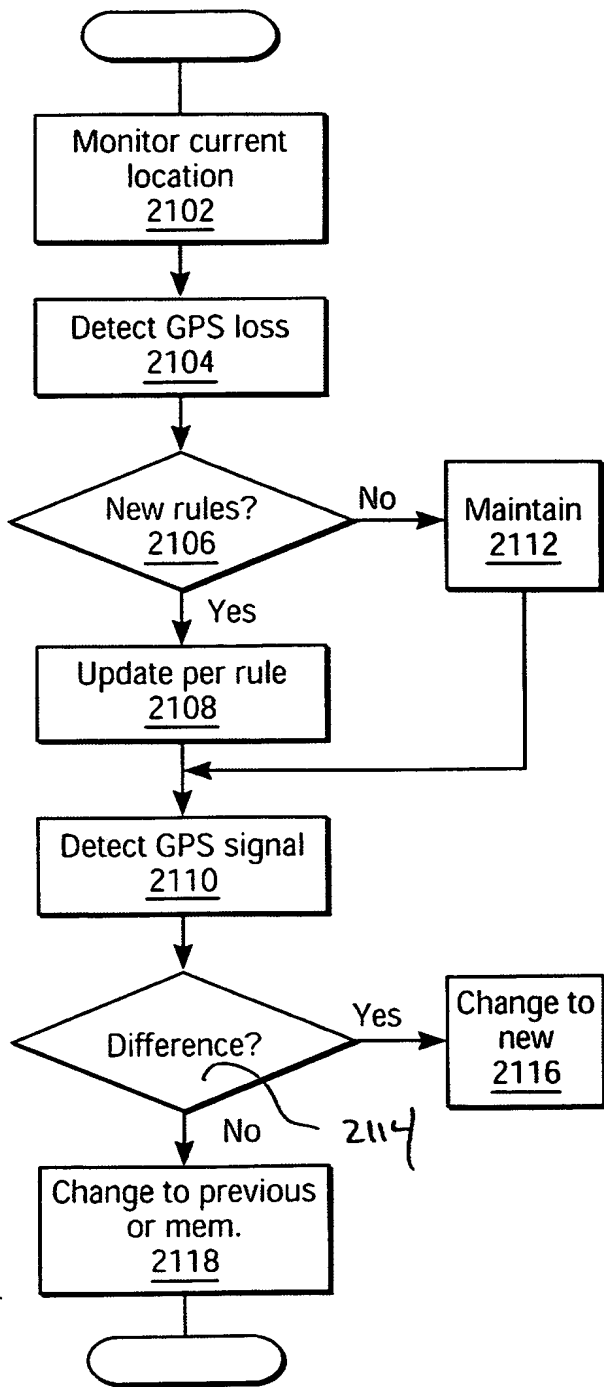 Monitor current
location
2102
Detect GPS loss
2104
New rules?
2106
No
Maintain
2112
Yes
Update per rule
2108
Detect GPS signal
2110
Difference?
Yes
Change to
new
2116
2114
No
Change to previous
or mem.
2118